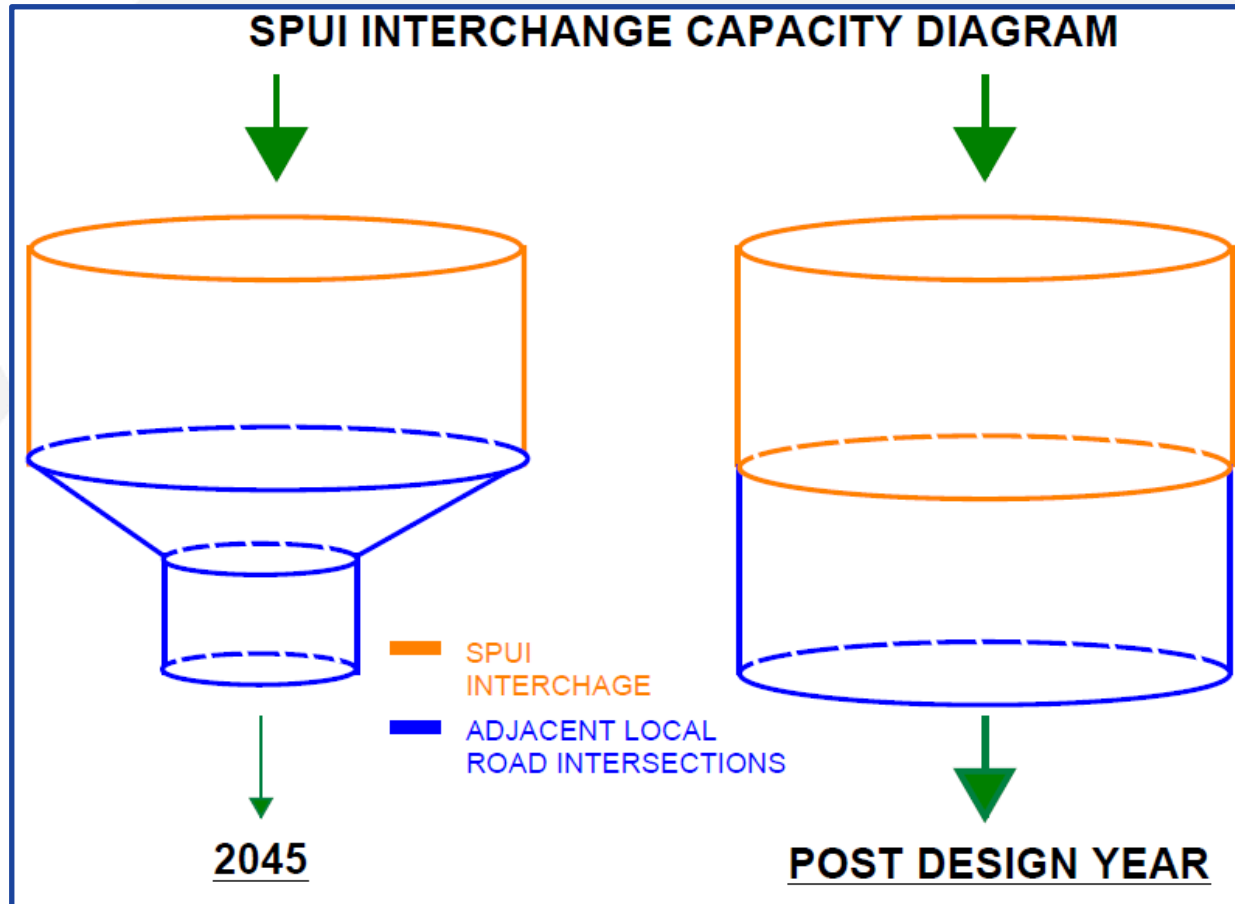 SPUI INTERCHANGE CAPACITY DIAGRAM
SPUI
INTERCHAGE
ADJACENT LOCAL
ROAD INTERSECTIONS
2045
POST DESIGN YEAR